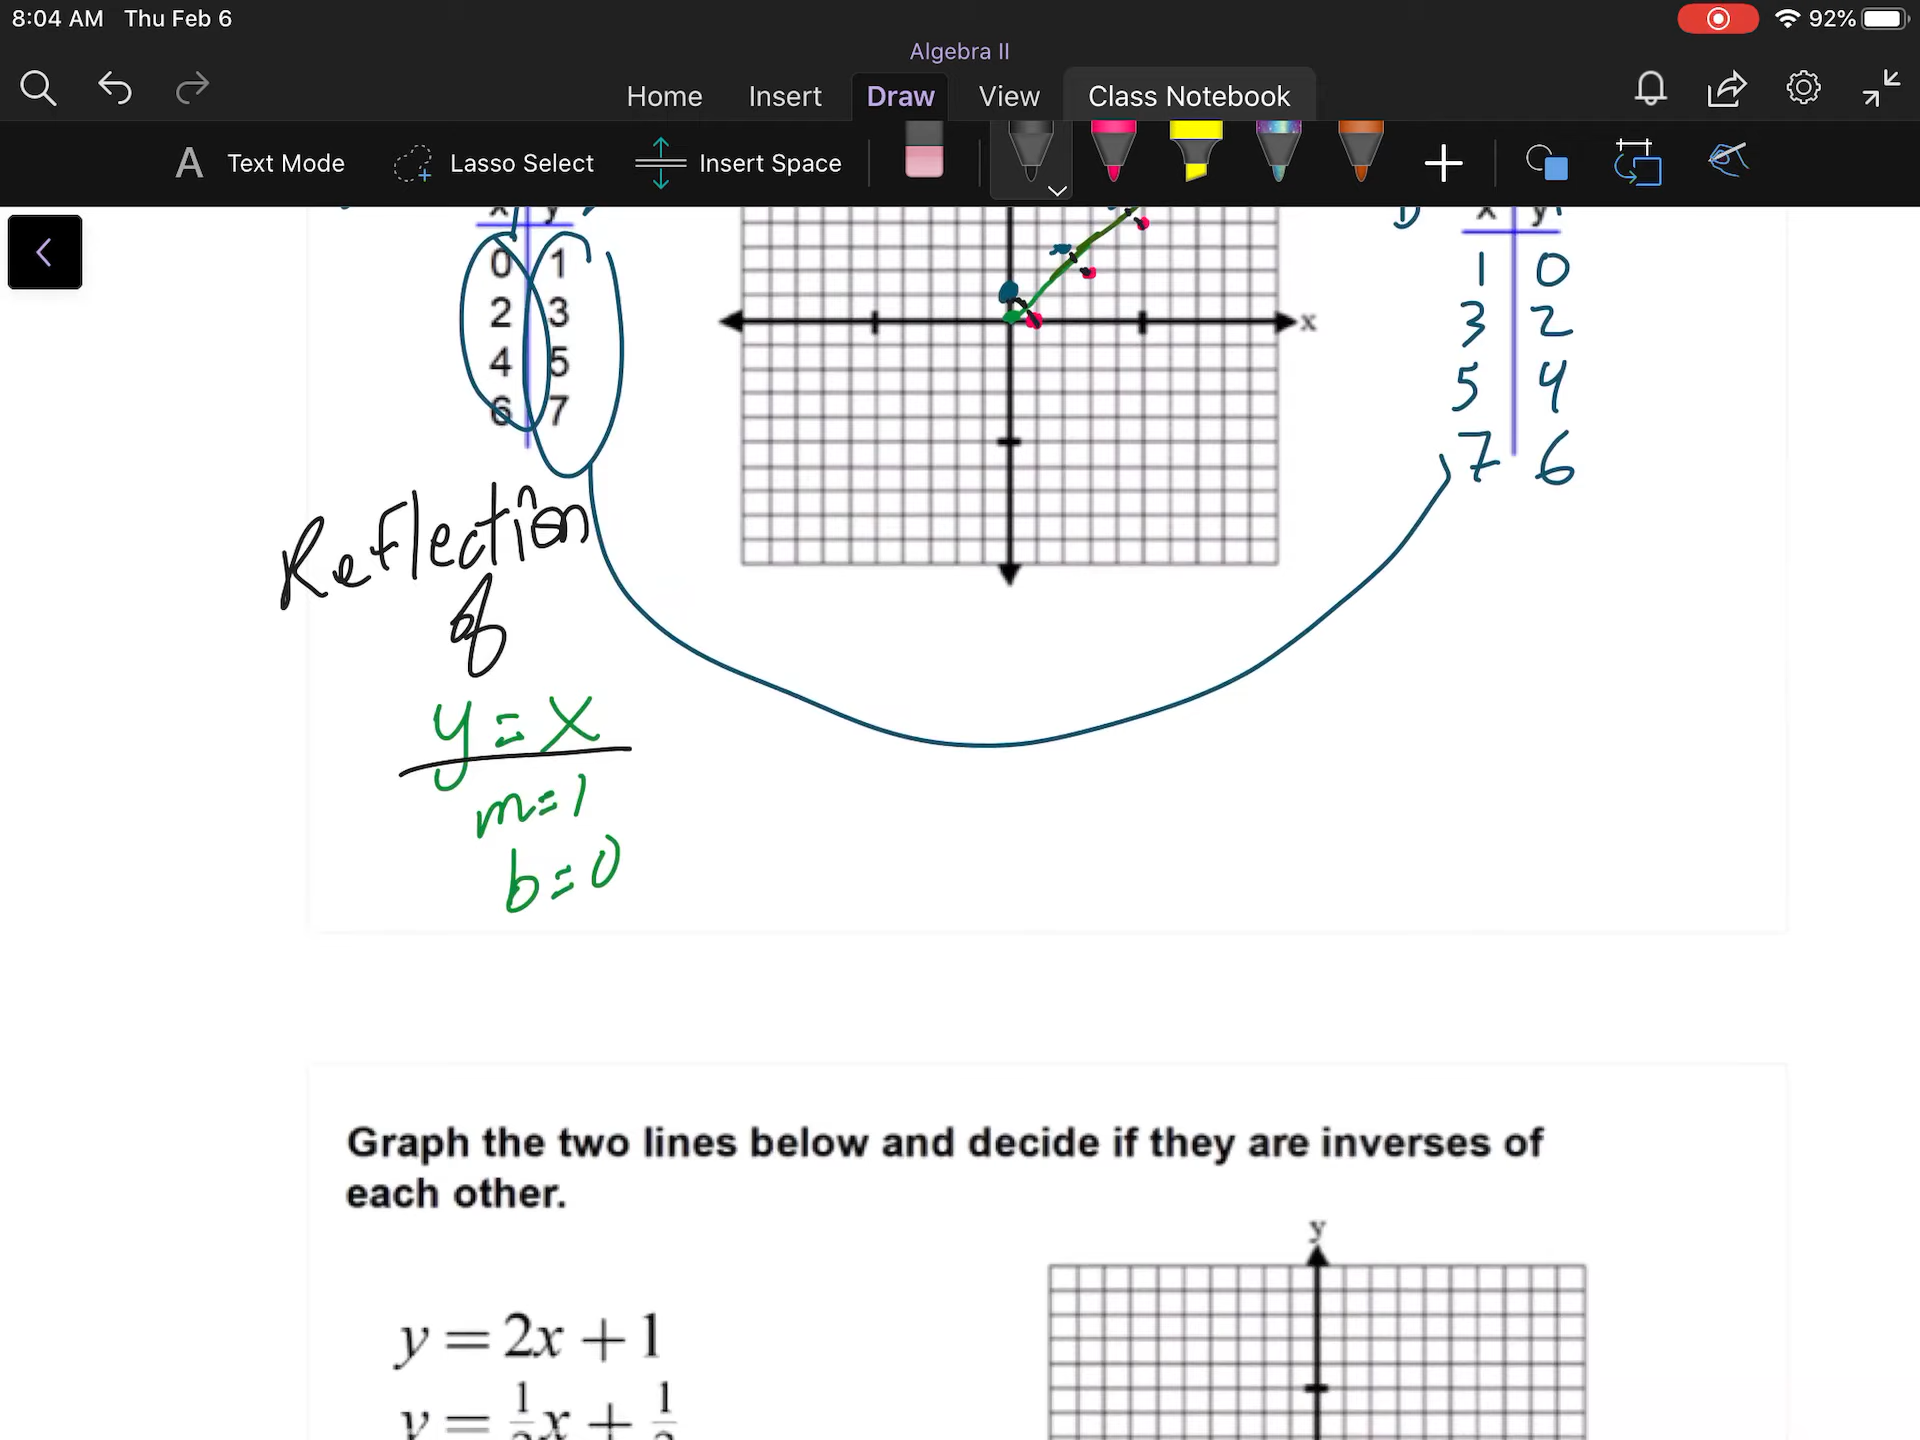 8:04 AM Thu Feb 6
92%
Algebra II
Home Insert Draw View Class Notebook
A Text Mode Lasso Select Insert Space
x y
0 1
2 3
4 5
6 7
x
x y
1 0
3 2
5 4
7 6
Reflection
of
y = x
m = 1
b = 0
Graph the two lines below and decide if they are inverses of
each other.
y
y = 2x + 1
y = x +